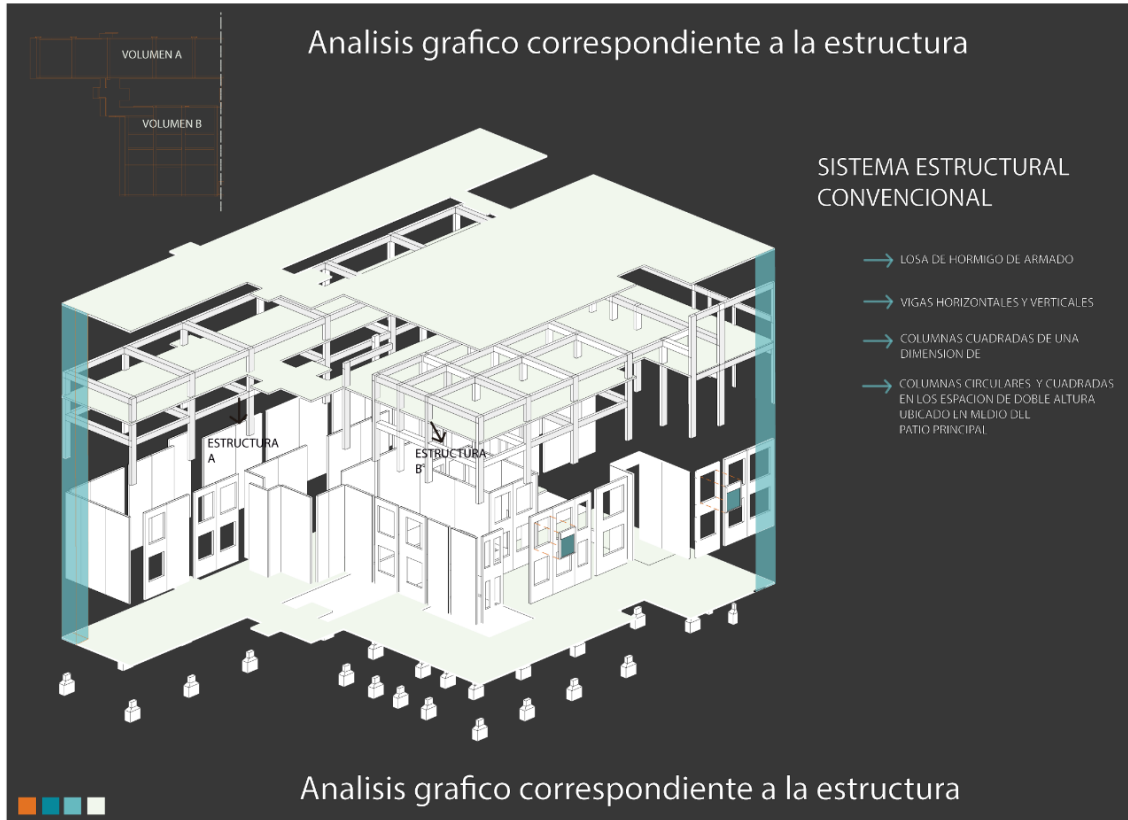 Analisis grafico correspondiente a la estructura
VOLUMEN A
VOLUMEN B
SISTEMA ESTRUCTURAL
CONVENCIONAL
LOSA DE HORMIGO DE ARMADO
VIGAS HORIZONTALES Y VERTICALES
COLUMNAS CUADRADAS DE UNA
DIMENSION DE
COLUMNAS CIRCULARES Y CUADRADAS
EN LOS ESPACION DE DOBLE ALTURA
UBICADO EN MEDIO DEL
PATIO PRINCIPAL
ESTRUCTURA
A
ESTRUCTURA
B
Analisis grafico correspondiente a la estructura